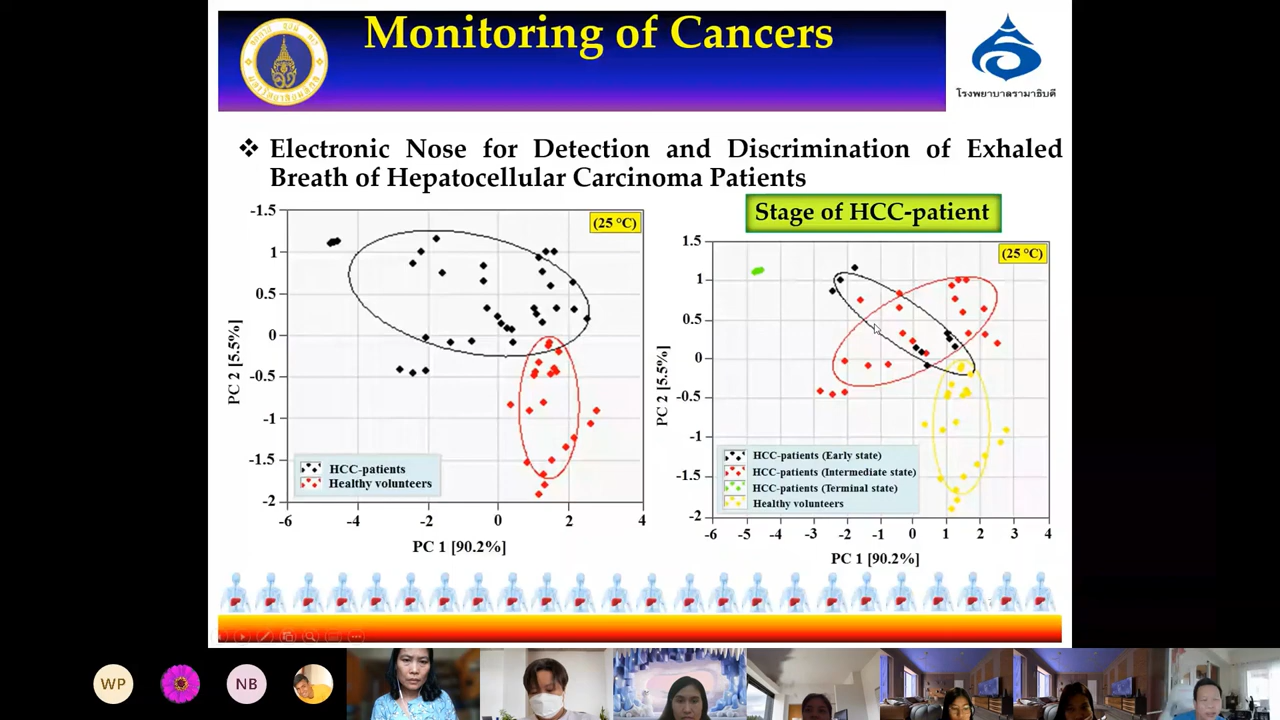 Monitoring of Cancers
โรงพยาบาลรามาธิบดี
❖ Electronic Nose for Detection and Discrimination of Exhaled
Breath of Hepatocellular Carcinoma Patients
Stage of HCC-patient
-1.5
(25 °C)
1
0.5
0
-0.5
-1
-1.5
-2
PC 2 [5.5%]
HCC-patients
Healthy volunteers
-6 -4 -2 0 2 4
PC 1 [90.2%]
1.5
(25 °C)
1
0.5
0
-0.5
-1
-1.5
-2
PC 2 [5.5%]
HCC-patients (Early state)
HCC-patients (Intermediate state)
HCC-patients (Terminal state)
Healthy volunteers
-6 -5 -4 -3 -2 -1 0 1 2 3 4
PC 1 [90.2%]
WP
NB